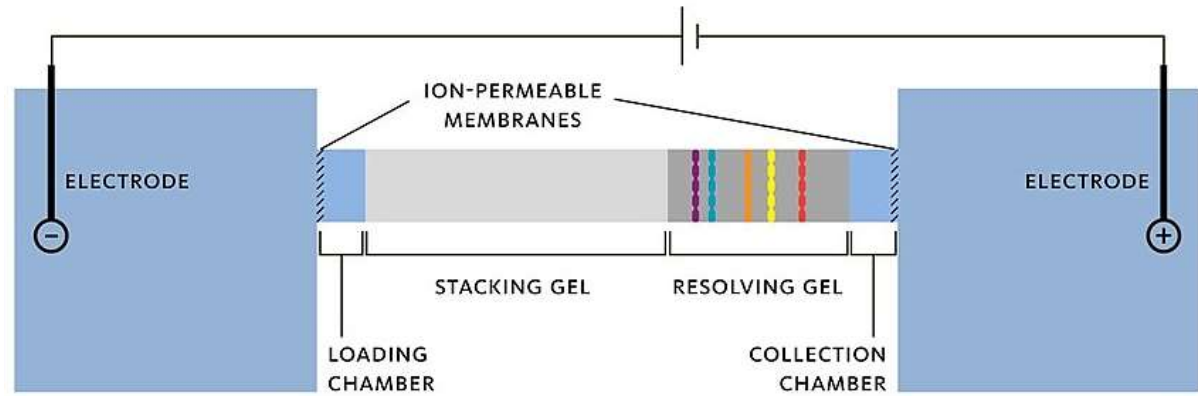 ION-PERMEABLE
MEMBRANES
ELECTRODE
ELECTRODE
−
+
STACKING GEL
RESOLVING GEL
LOADING
CHAMBER
COLLECTION
CHAMBER